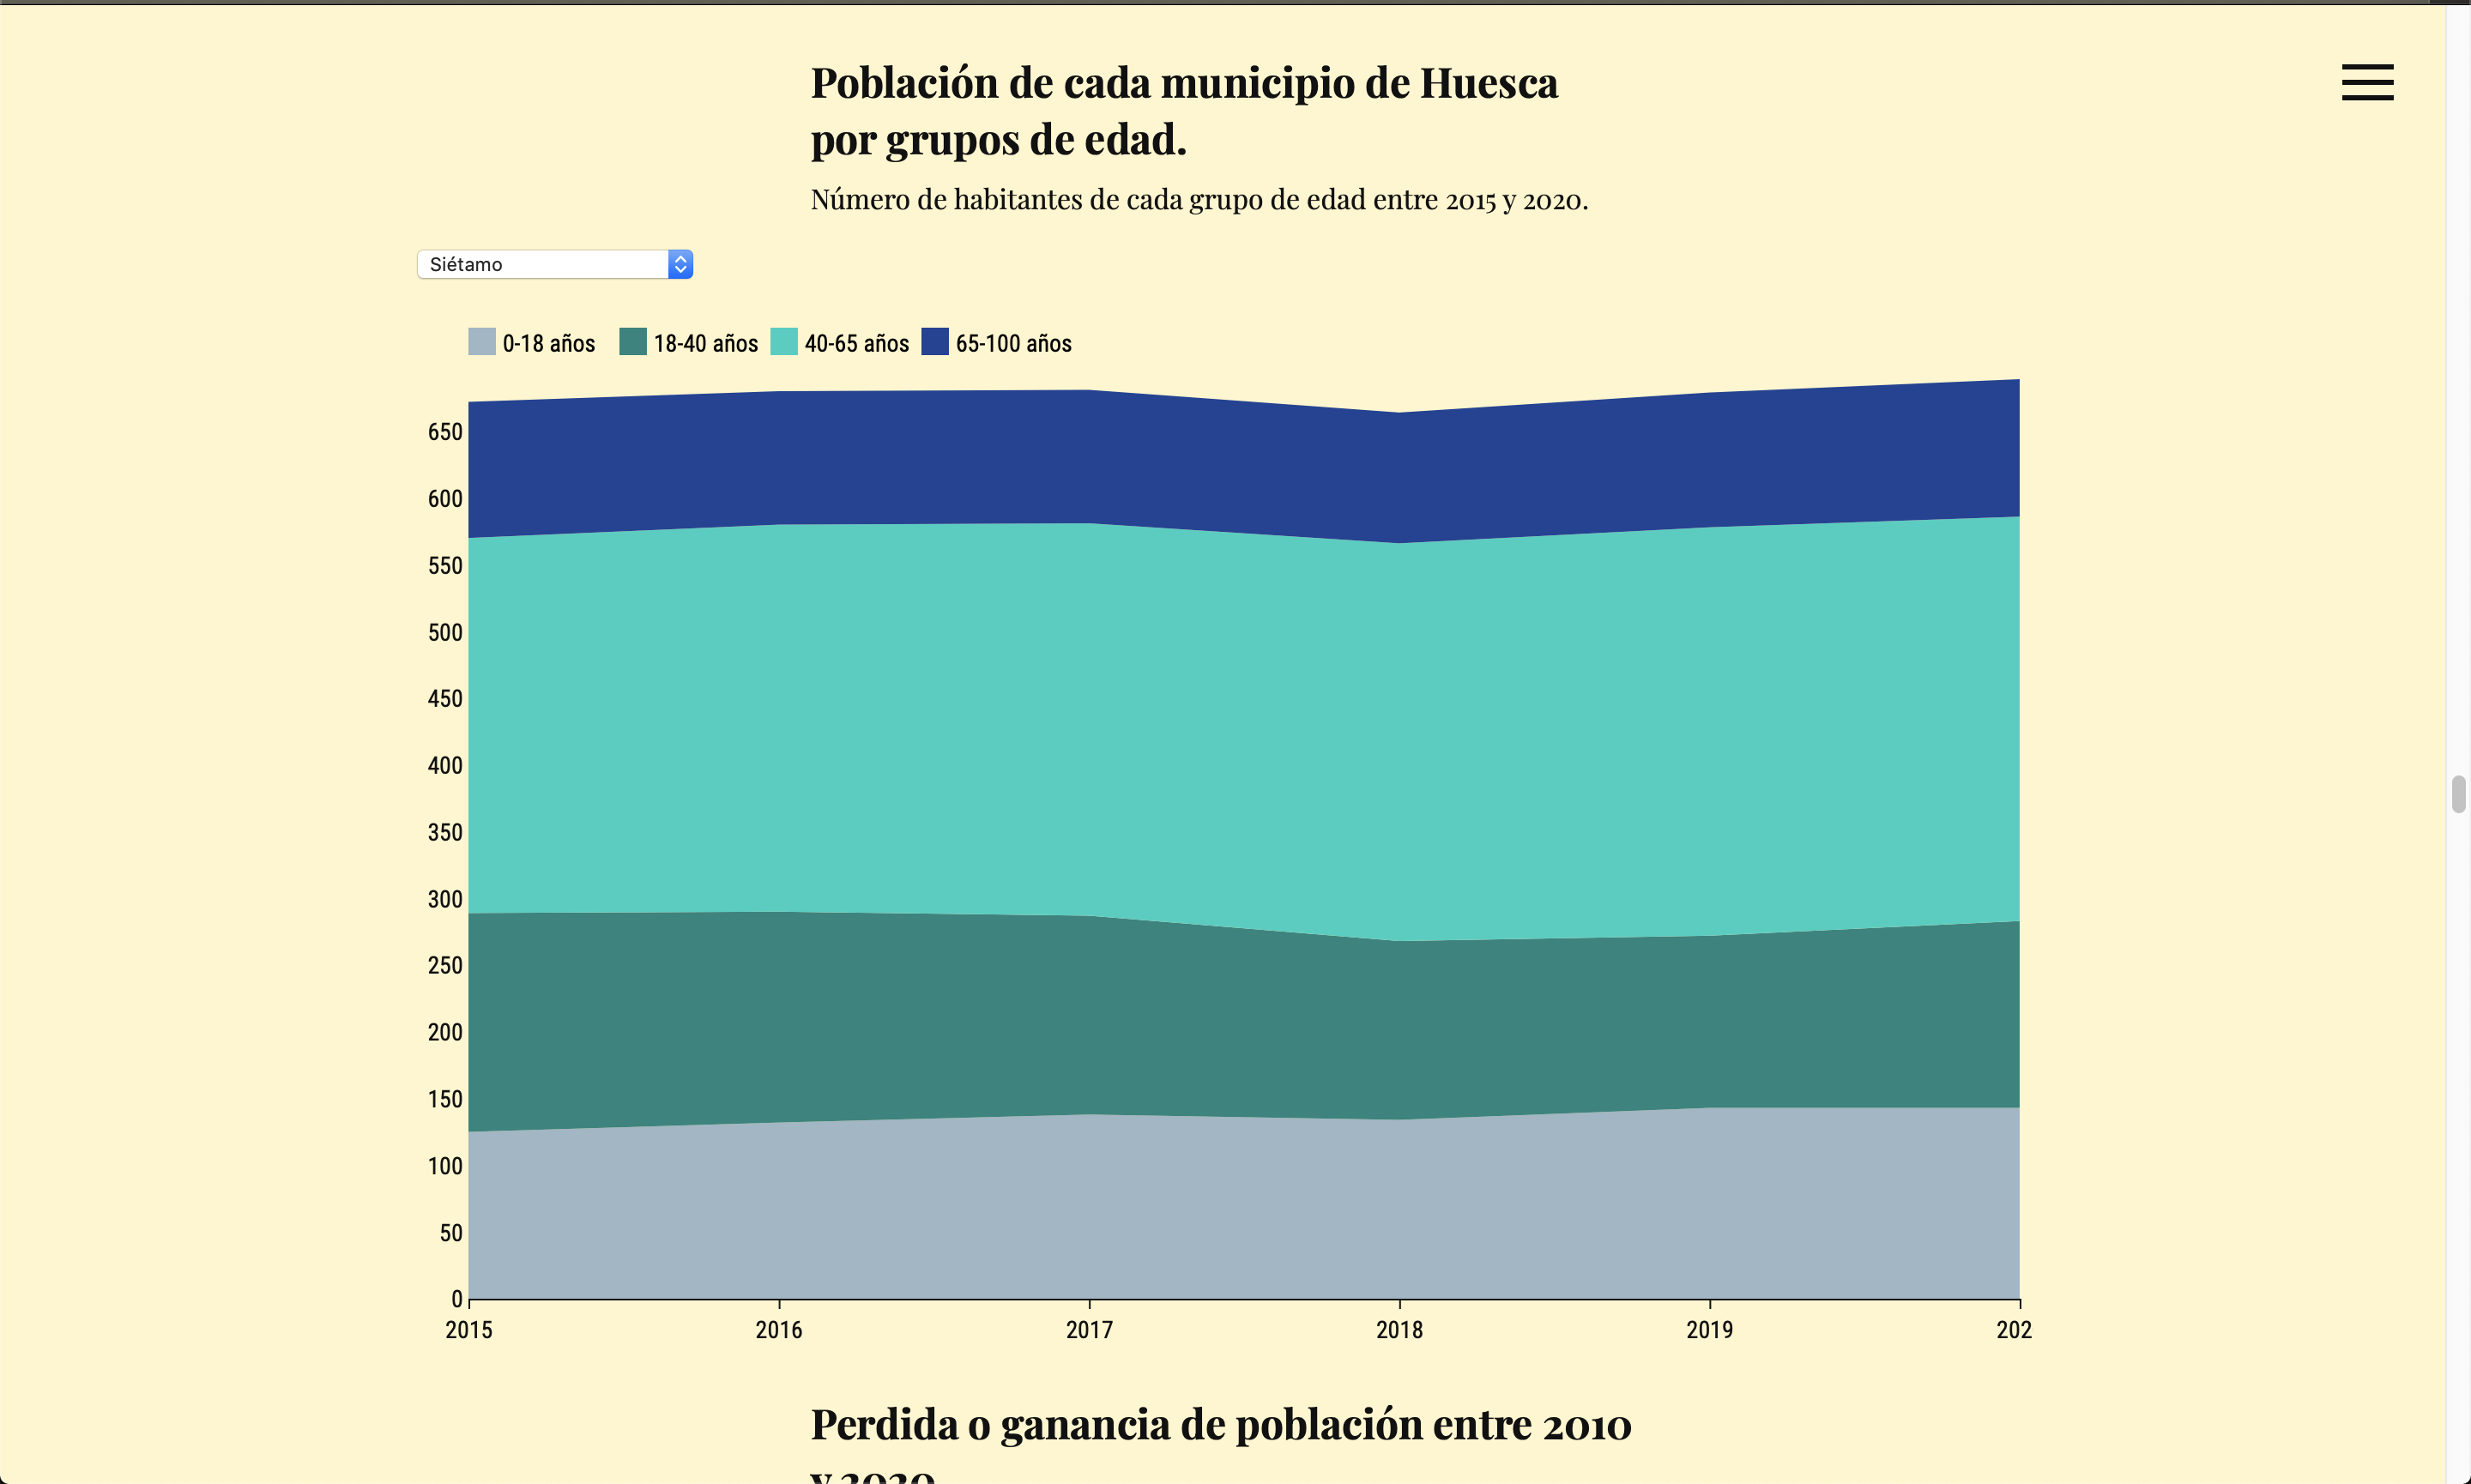 Población de cada municipio de Huesca
por grupos de edad.
Número de habitantes de cada grupo de edad entre 2015 y 2020.
Siétamo
0-18 años 18-40 años 40-65 años 65-100 años
650
600
550
500
450
400
350
300
250
200
150
100
50
0
2015 2016 2017 2018 2019 202
Perdida o ganancia de población entre 2010
y 2020